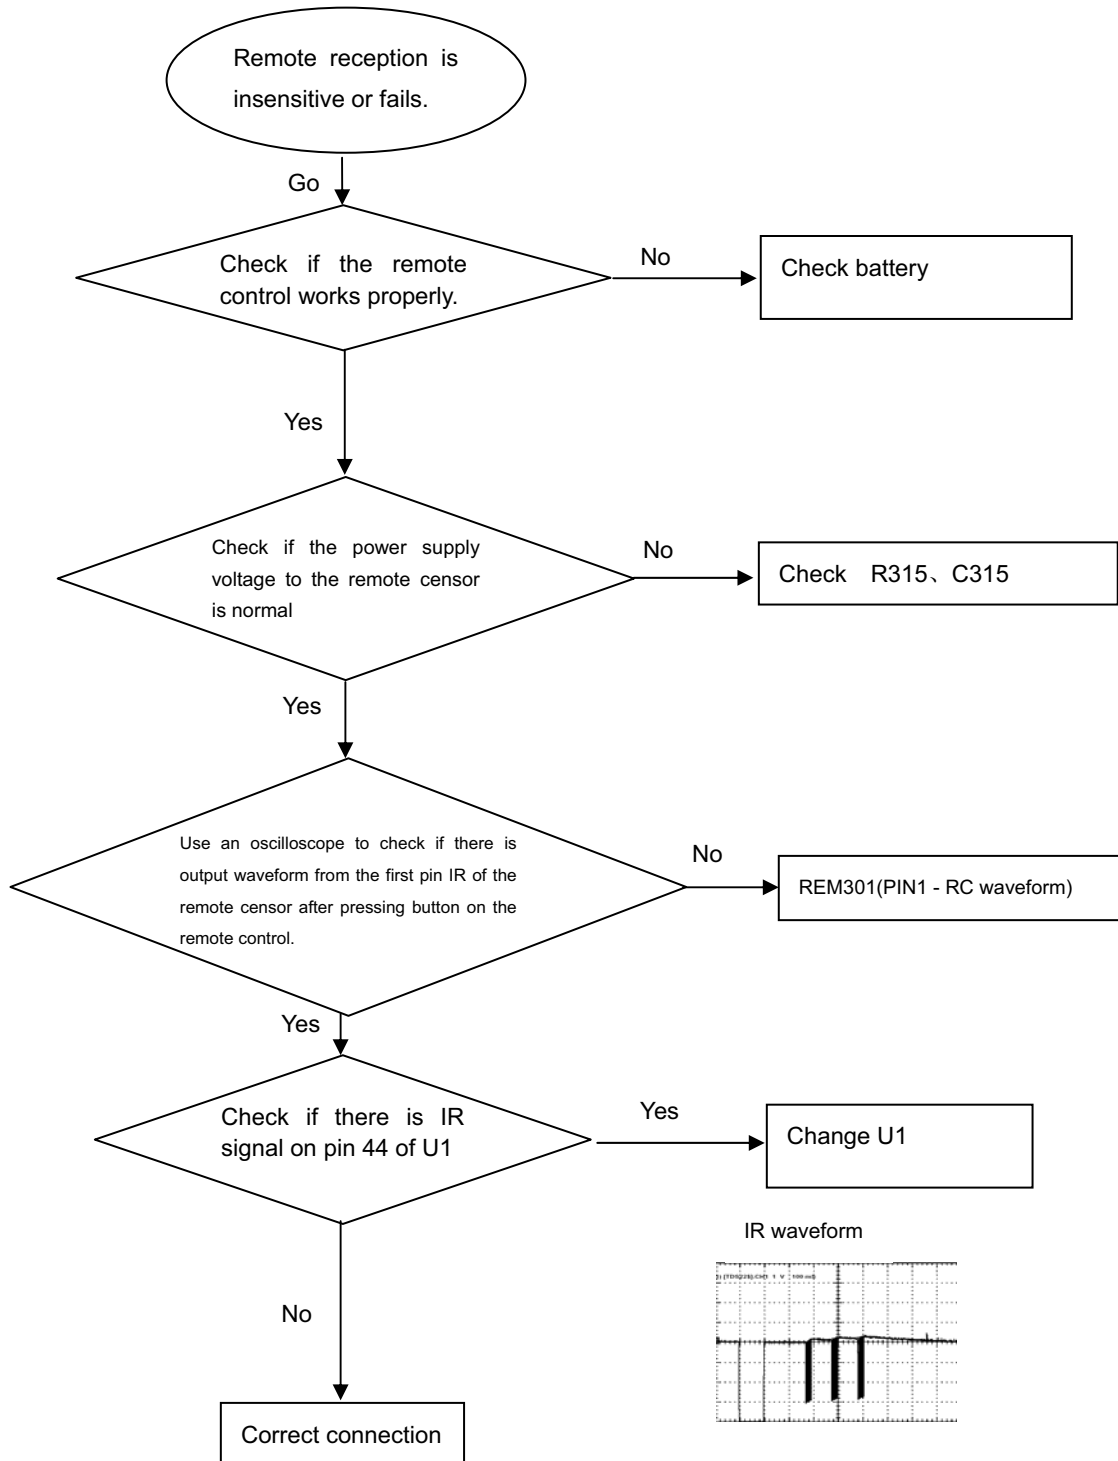 Remote reception is
insensitive or fails.
Go
Check if the remote
control works properly.
No
Check battery
Yes
Check if the power supply
voltage to the remote censor
is normal
No
Check R315、C315
Yes
Use an oscilloscope to check if there is
output waveform from the first pin IR of the
remote censor after pressing button on the
remote control.
No
REM301(PIN1 - RC waveform)
Yes
Check if there is IR
signal on pin 44 of U1
Yes
Change U1
IR waveform
No
Correct connection